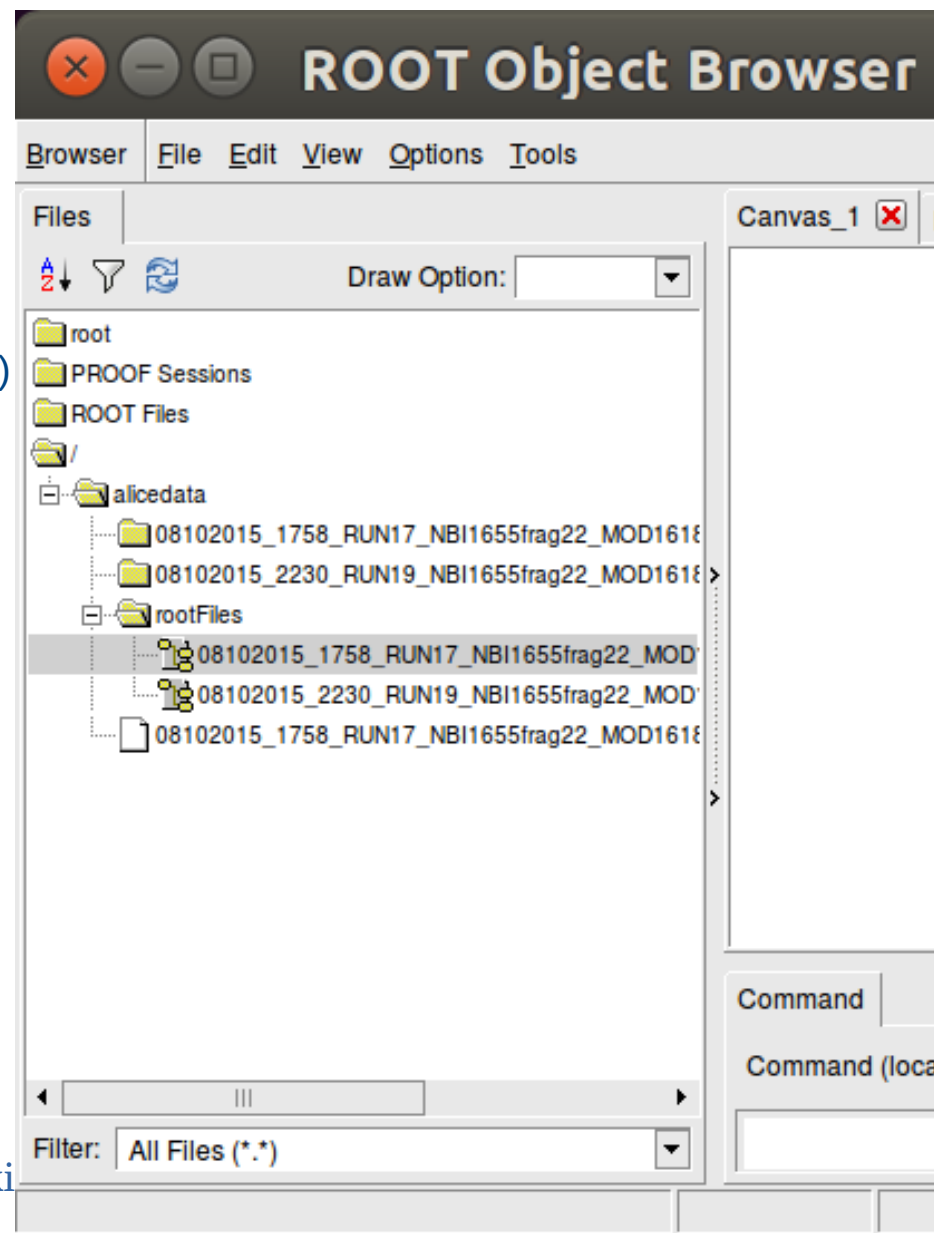 ROOT Object Browser
Browser File Edit View Options Tools
Files
Canvas_1
Draw Option:
root
)
PROOF Sessions
ROOT Files
/
alicedata
08102015_1758_RUN17_NBI1655frag22_MOD1618
08102015_2230_RUN19_NBI1655frag22_MOD1618
rootFiles
08102015_1758_RUN17_NBI1655frag22_MOD
08102015_2230_RUN19_NBI1655frag22_MOD
08102015_1758_RUN17_NBI1655frag22_MOD1618
Command
Command (loca
Filter: All Files (*.*)
ki